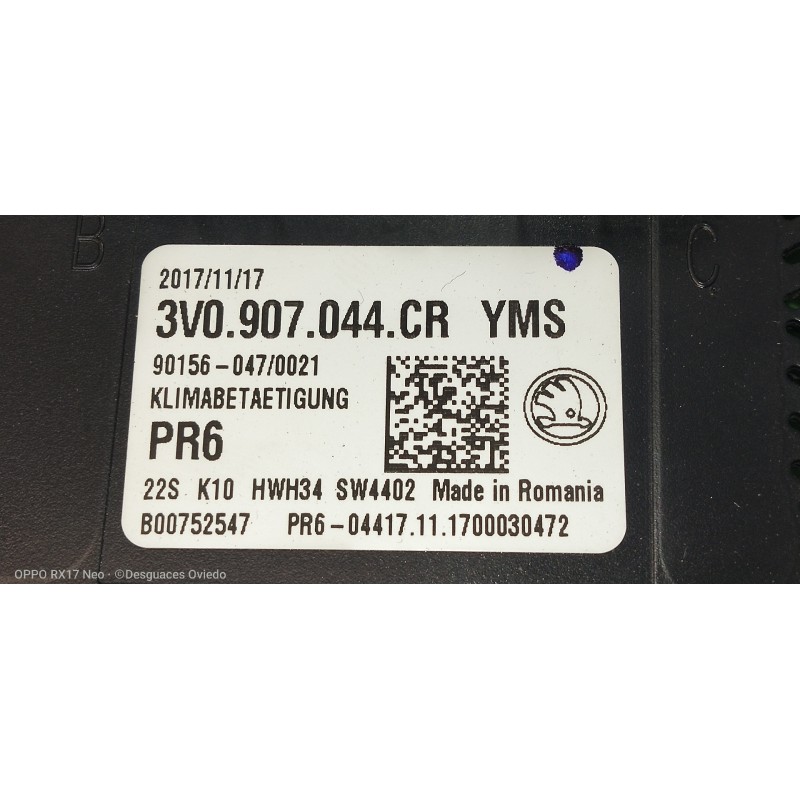 B
C
2017/11/17
3V0.907.044.CR YMS
90156-047/0021
KLIMABETAETIGUNG
PR6
22S K10 HWH34 SW4402 Made in Romania
B00752547 PR6-04417.11.1700030472
OPPO RX17 Neo · ©Desguaces Oviedo